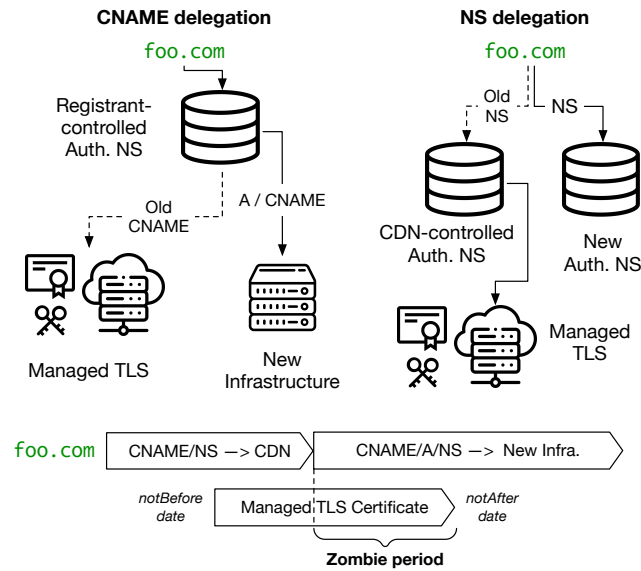 CNAME delegation
foo.com
Registrant-
controlled
Auth. NS
Old
CNAME
A / CNAME
Managed TLS
New
Infrastructure
NS delegation
foo.com
Old
NS
NS
CDN-controlled
Auth. NS
New
Auth. NS
Managed
TLS
foo.com
CNAME/NS —> CDN
CNAME/A/NS —> New Infra.
notBefore
date
Managed TLS Certificate
notAfter
date
Zombie period